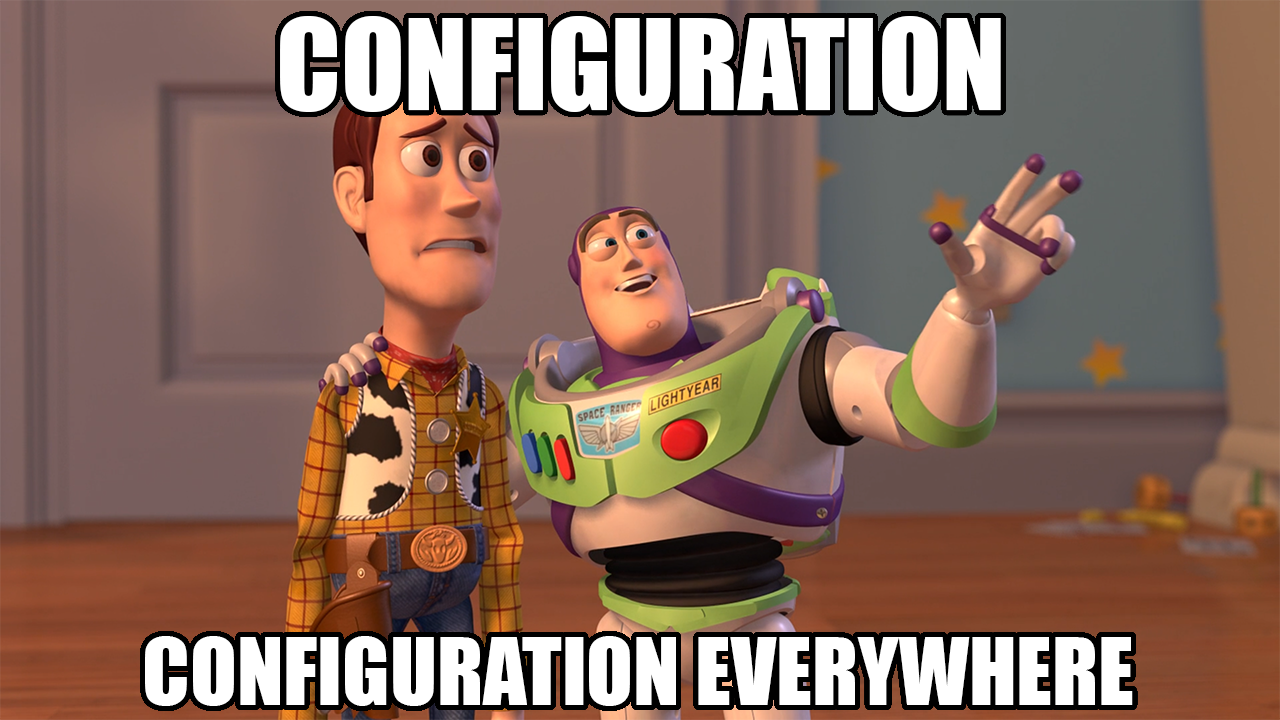 CONFIGURATION
SPACE RANGER
LIGHTYEAR
CONFIGURATION EVERYWHERE